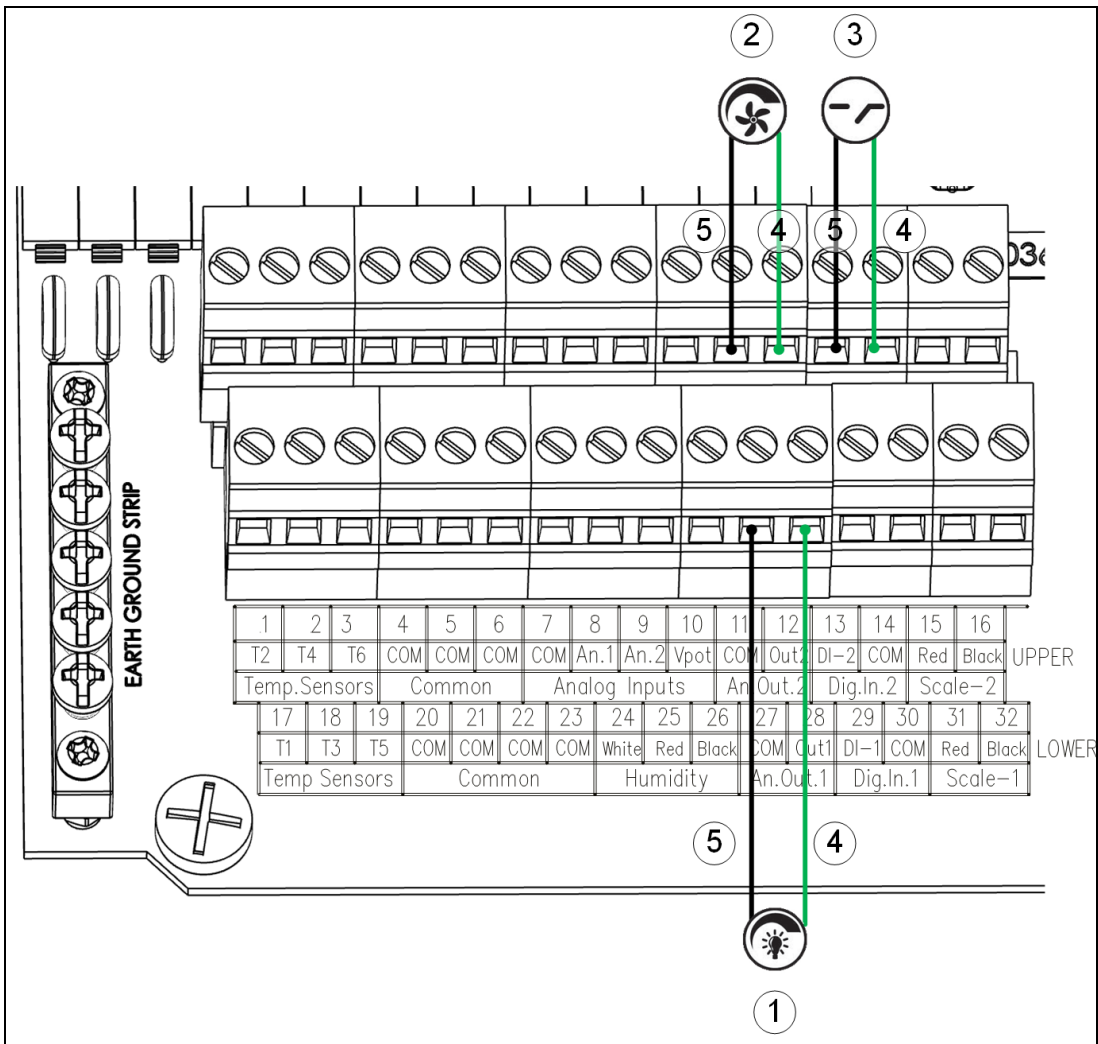 2 3
5 4 5 4
036
EARTH GROUND STRIP
1 2 3 4 5 6 7 8 9 10 11 12 13 14 15 16
T2 T4 T6 COM COM COM COM An.1 An.2 Vpot COM Out2 DI-2 COM Red Black UPPER
Temp.Sensors Common Analog Inputs An.Out.2 Dig.In.2 Scale-2
17 18 19 20 21 22 23 24 25 26 27 28 29 30 31 32
T1 T3 T5 COM COM COM COM White Red Black COM Out1 DI-1 COM Red Black LOWER
Temp Sensors Common Humidity An.Out.1 Dig.In.1 Scale-1
5 4
1